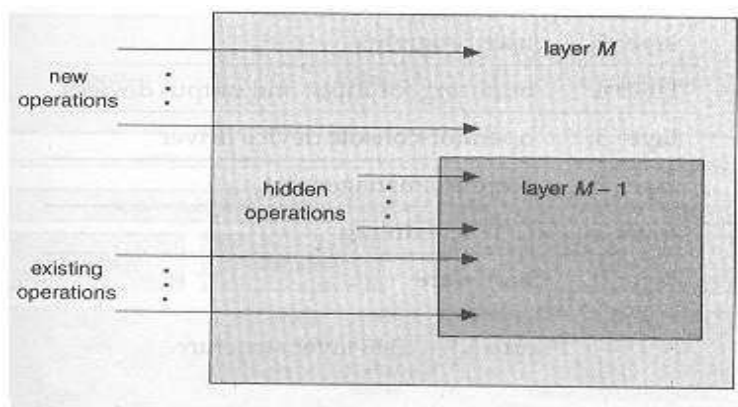 layer M
new
operations
hidden
operations
layer M – 1
existing
operations